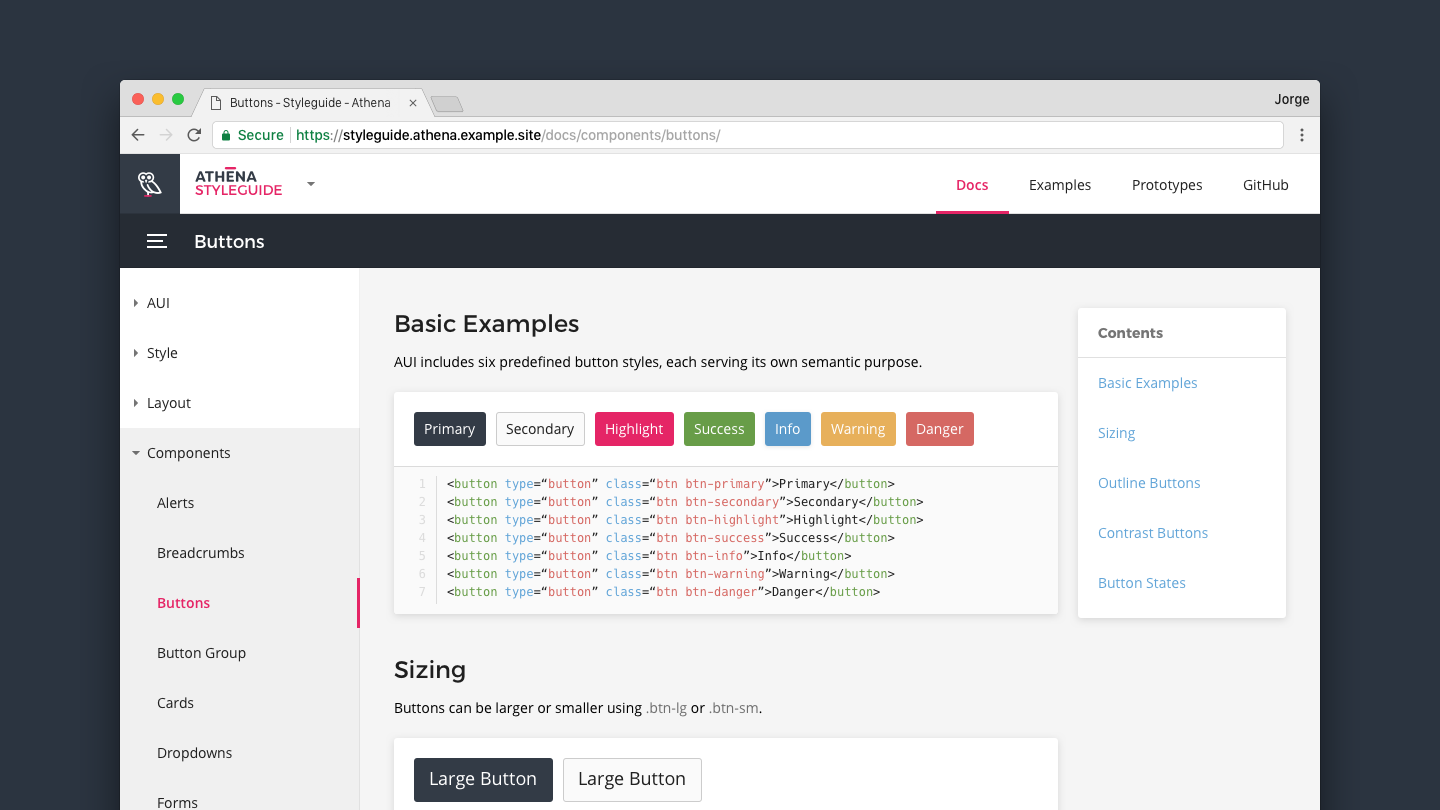 Buttons - Styleguide - Athena
Jorge
Secure https://styleguide.athena.example.site/docs/components/buttons/
ATHĒNA
STYLEGUIDE
Docs Examples Prototypes GitHub
Buttons
AUI
Style
Layout
Components
Alerts
Breadcrumbs
Buttons
Button Group
Cards
Dropdowns
Forms
Basic Examples
AUI includes six predefined button styles, each serving its own semantic purpose.
Primary Secondary Highlight Success Info Warning Danger
1 <button type=“button” class=“btn btn-primary”>Primary</button>
2 <button type=“button” class=“btn btn-secondary”>Secondary</button>
3 <button type=“button” class=“btn btn-highlight”>Highlight</button>
4 <button type=“button” class=“btn btn-success”>Success</button>
5 <button type=“button” class=“btn btn-info”>Info</button>
6 <button type=“button” class=“btn btn-warning”>Warning</button>
7 <button type=“button” class=“btn btn-danger”>Danger</button>
Sizing
Buttons can be larger or smaller using .btn-lg or .btn-sm.
Large Button Large Button
Contents
Basic Examples
Sizing
Outline Buttons
Contrast Buttons
Button States